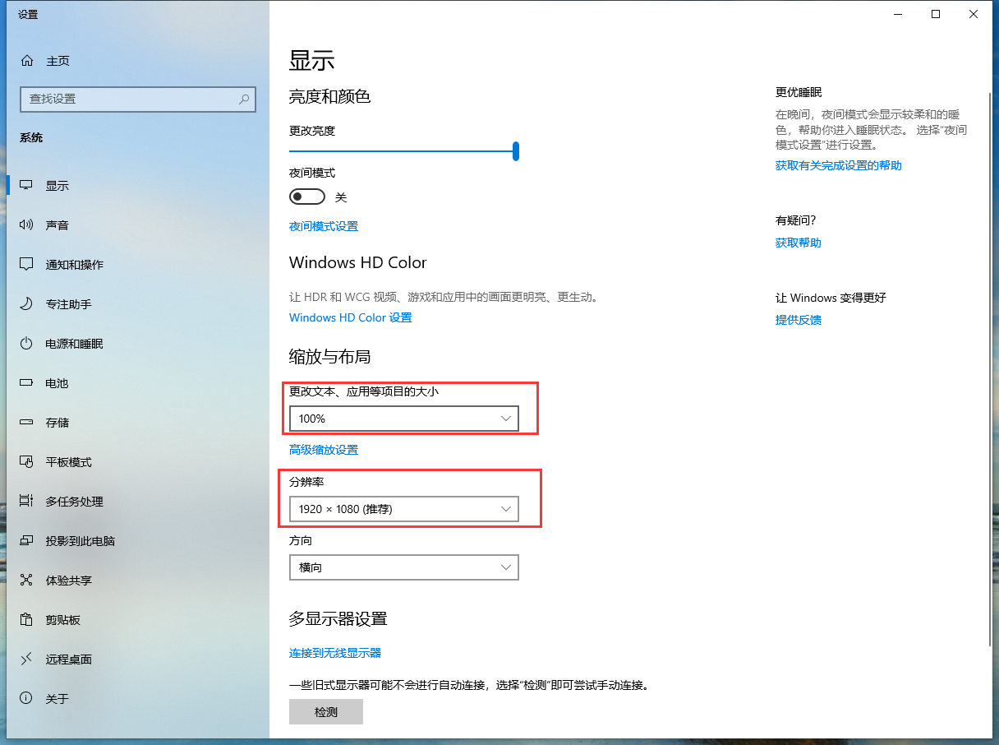 设置
主页
查找设置
系统
显示
声音
通知和操作
专注助手
电源和睡眠
电池
存储
平板模式
多任务处理
投影到此电脑
体验共享
剪贴板
远程桌面
关于
显示
亮度和颜色
更改亮度
夜间模式
关
夜间模式设置
Windows HD Color
让 HDR 和 WCG 视频、游戏和应用中的画面更明亮、更生动。
Windows HD Color 设置
缩放与布局
更改文本、应用等项目的大小
100%
高级缩放设置
分辨率
1920 × 1080 (推荐)
方向
横向
多显示器设置
连接到无线显示器
一些旧式显示器可能不会进行自动连接，选择"检测"即可尝试手动连接。
检测
更优睡眠
在晚间，夜间模式会显示较柔和的暖
色，帮助你进入睡眠状态。 选择"夜间
模式设置"进行设置。
获取有关完成设置的帮助
有疑问?
获取帮助
让 Windows 变得更好
提供反馈